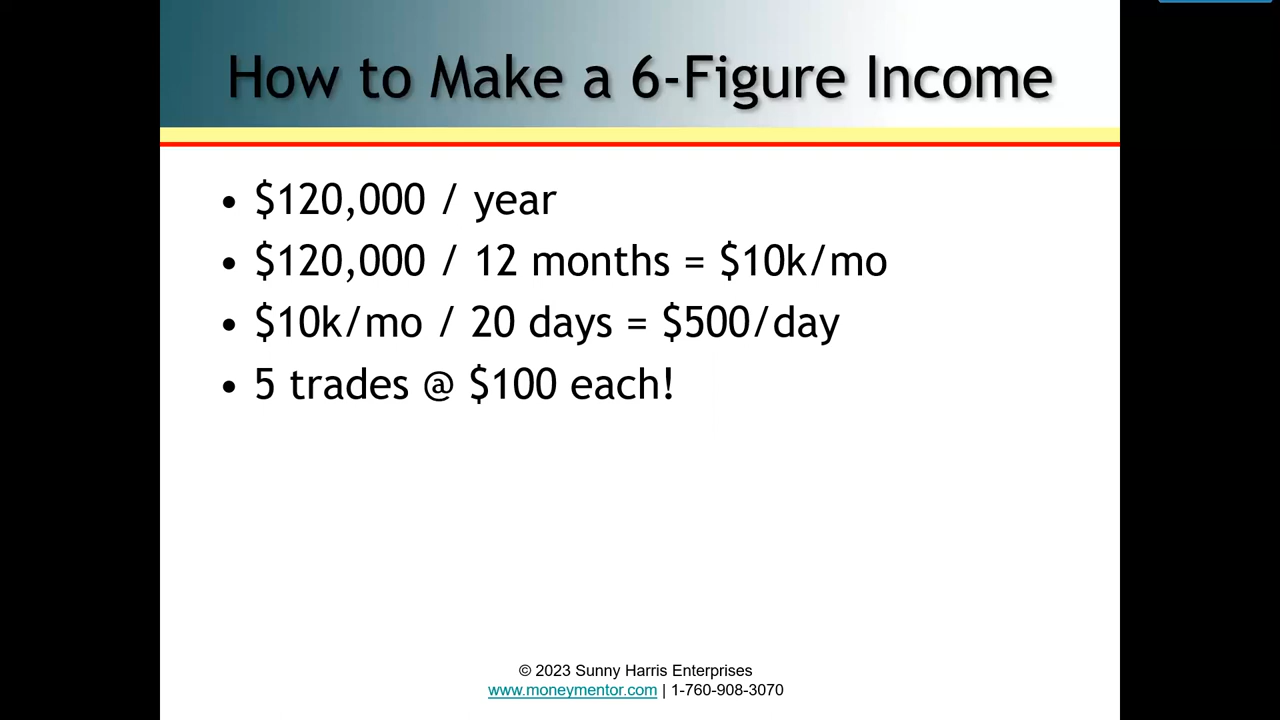 How to Make a 6-Figure Income
• $120,000 / year
• $120,000 / 12 months = $10k/mo
• $10k/mo / 20 days = $500/day
• 5 trades @ $100 each!
© 2023 Sunny Harris Enterprises
www.moneymentor.com | 1-760-908-3070